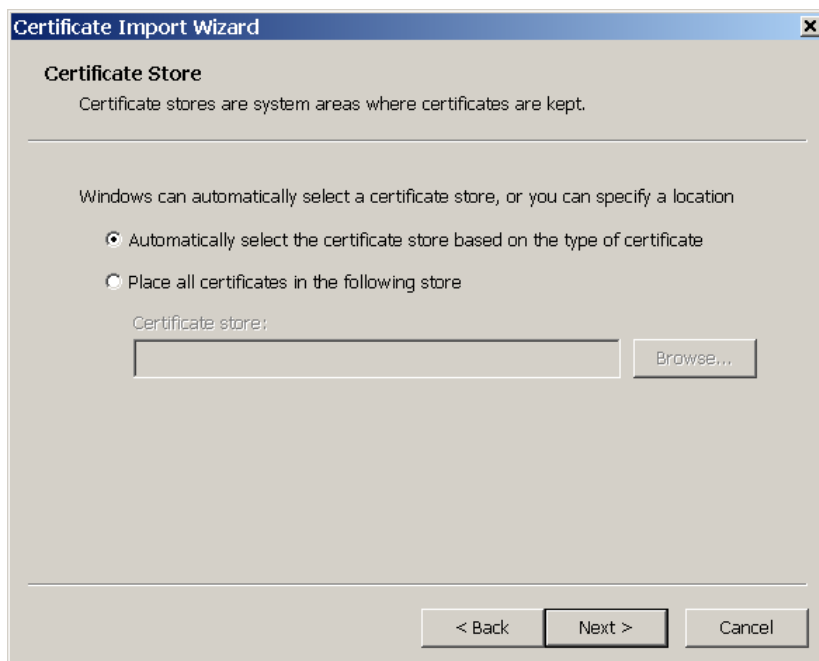 Certificate Import Wizard
Certificate Store
Certificate stores are system areas where certificates are kept.
Windows can automatically select a certificate store, or you can specify a location
Automatically select the certificate store based on the type of certificate
Place all certificates in the following store
Certificate store:
Browse...
< Back Next > Cancel